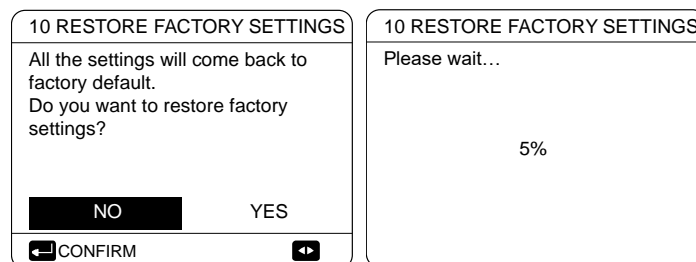 10 RESTORE FACTORY SETTINGS
All the settings will come back to
factory default.
Do you want to restore factory
settings?
NO YES
CONFIRM
10 RESTORE FACTORY SETTINGS
Please wait…
5%